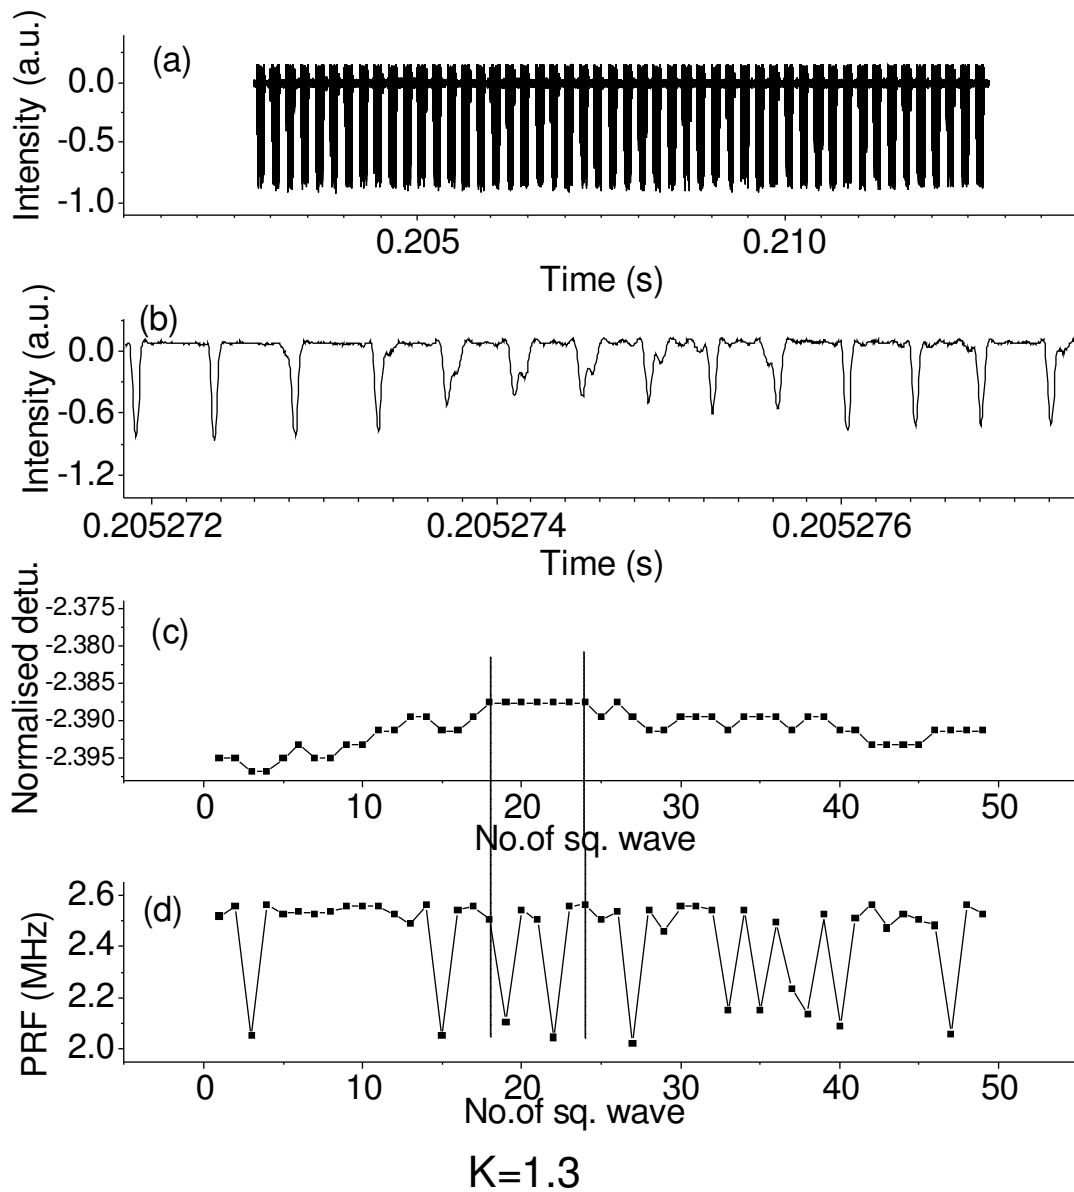 (a)
Intensity (a.u.)
0.0
-0.5
-1.0
0.205 0.210
Time (s)
(b)
Intensity (a.u.)
0.0
-0.6
-1.2
0.205272 0.205274 0.205276
Time (s)
(c)
Normalised detu.
-2.375
-2.380
-2.385
-2.390
-2.395
0 10 20 30 40 50
No.of sq. wave
(d)
PRF (MHz)
2.6
2.4
2.2
2.0
0 10 20 30 40 50
No.of sq. wave
K=1.3